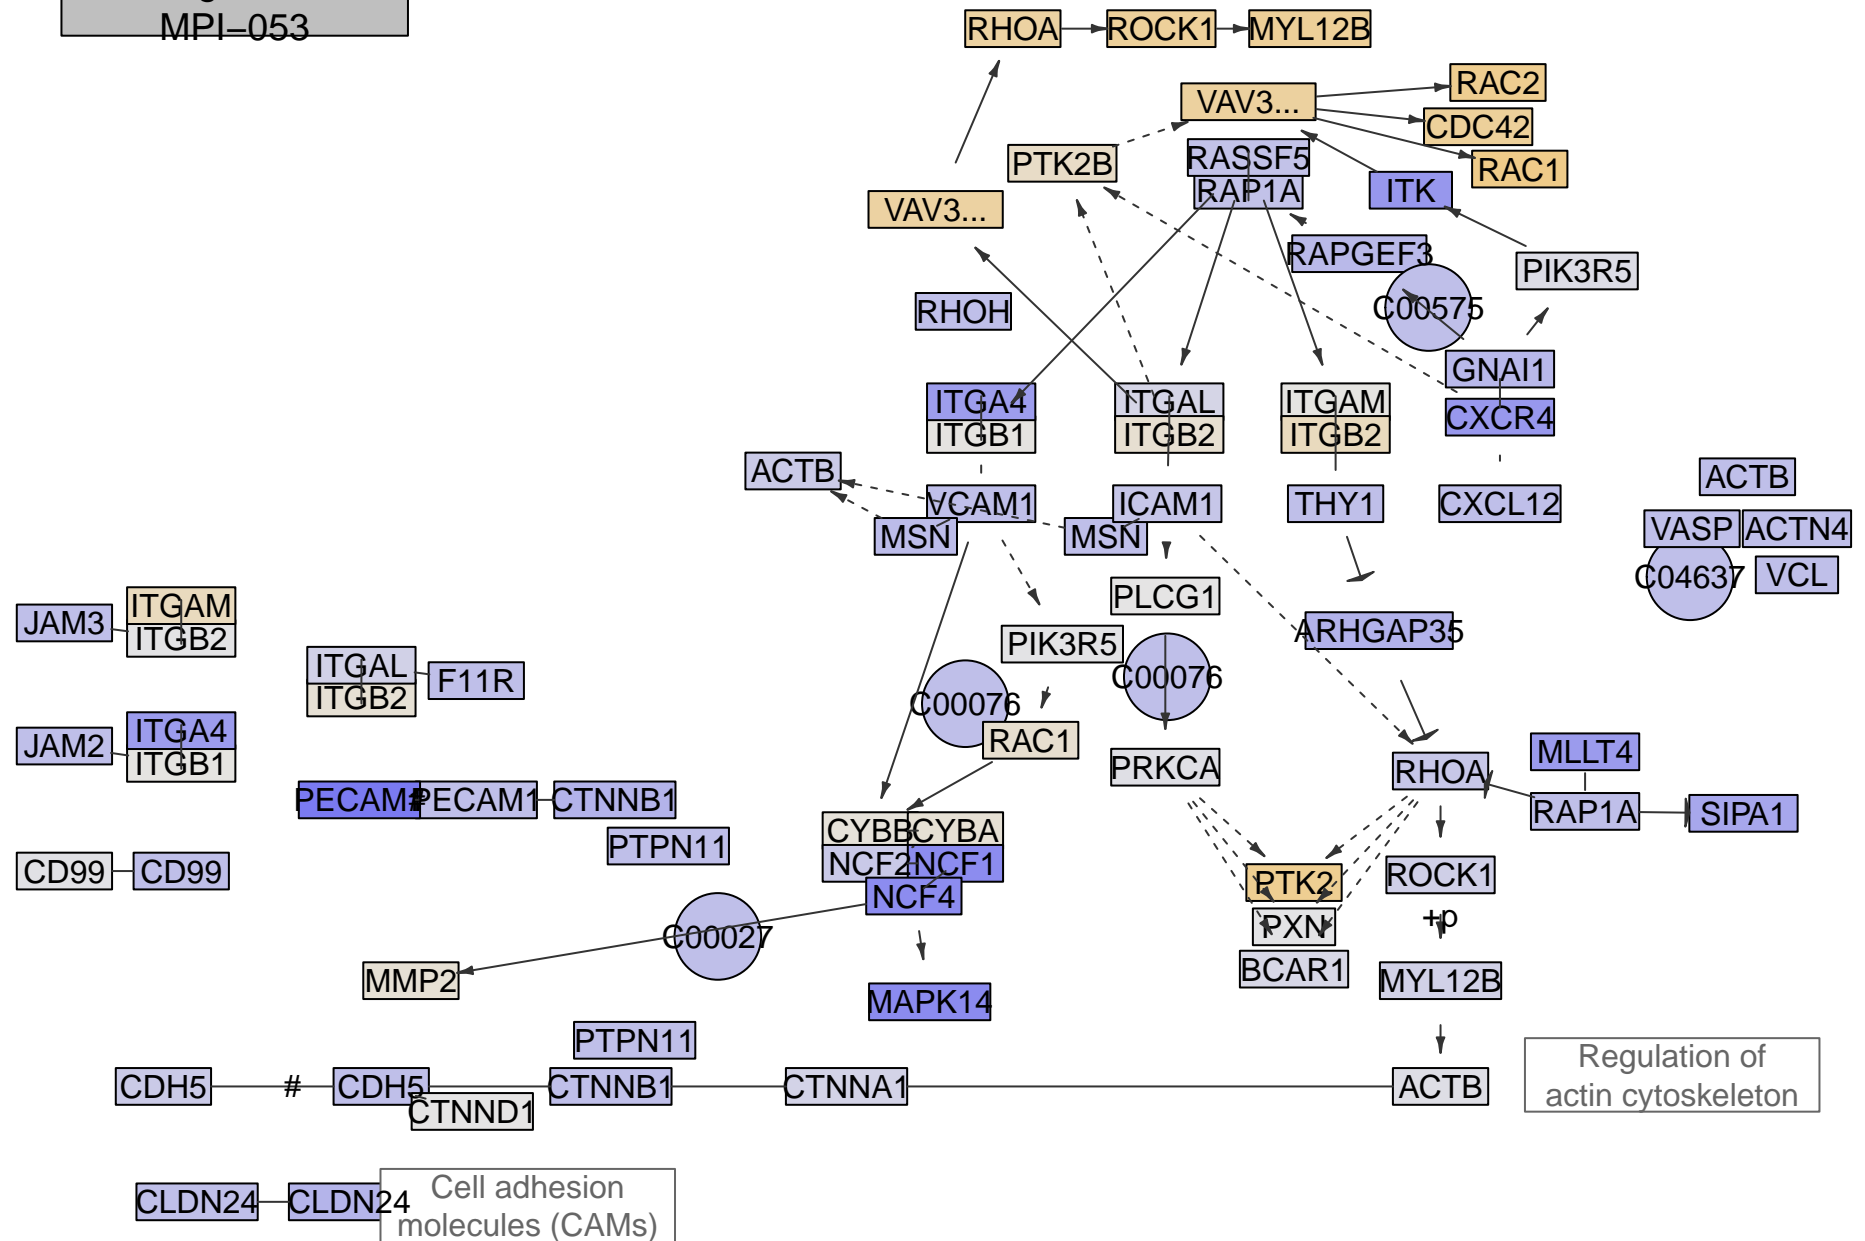 MPI−053
RHOA
ROCK1
MYL12B
VAV3...
RAC2
CDC42
RAC1
PTK2B
RASSF5
RAP1A
ITK
VAV3...
RAPGEF3
PIK3R5
RHOH
C00575
GNAI1
ITGA4
ITGB1
ITGAL
ITGB2
ITGAM
ITGB2
CXCR4
ACTB
VCAM1
MSN
ICAM1
MSN
THY1
CXCL12
ACTB
VASP
ACTN4
C04637
VCL
PLCG1
JAM3
ITGAM
ITGB2
ARHGAP35
PIK3R5
C00076
C00076
ITGAL
ITGB2
F11R
RAC1
JAM2
ITGA4
ITGB1
PRKCA
RHOA
MLLT4
RAP1A
SIPA1
PECAM1
#
PECAM1
CTNNB1
CYBB
CYBA
NCF2
NCF1
NCF4
PTPN11
CD99
CD99
PTK2
PXN
BCAR1
ROCK1
+p
C00027
MMP2
MYL12B
MAPK14
PTPN11
CDH5
#
CDH5
CTNND1
CTNNB1
CTNNA1
ACTB
Regulation of
actin cytoskeleton
CLDN24
CLDN24
Cell adhesion
molecules (CAMs)